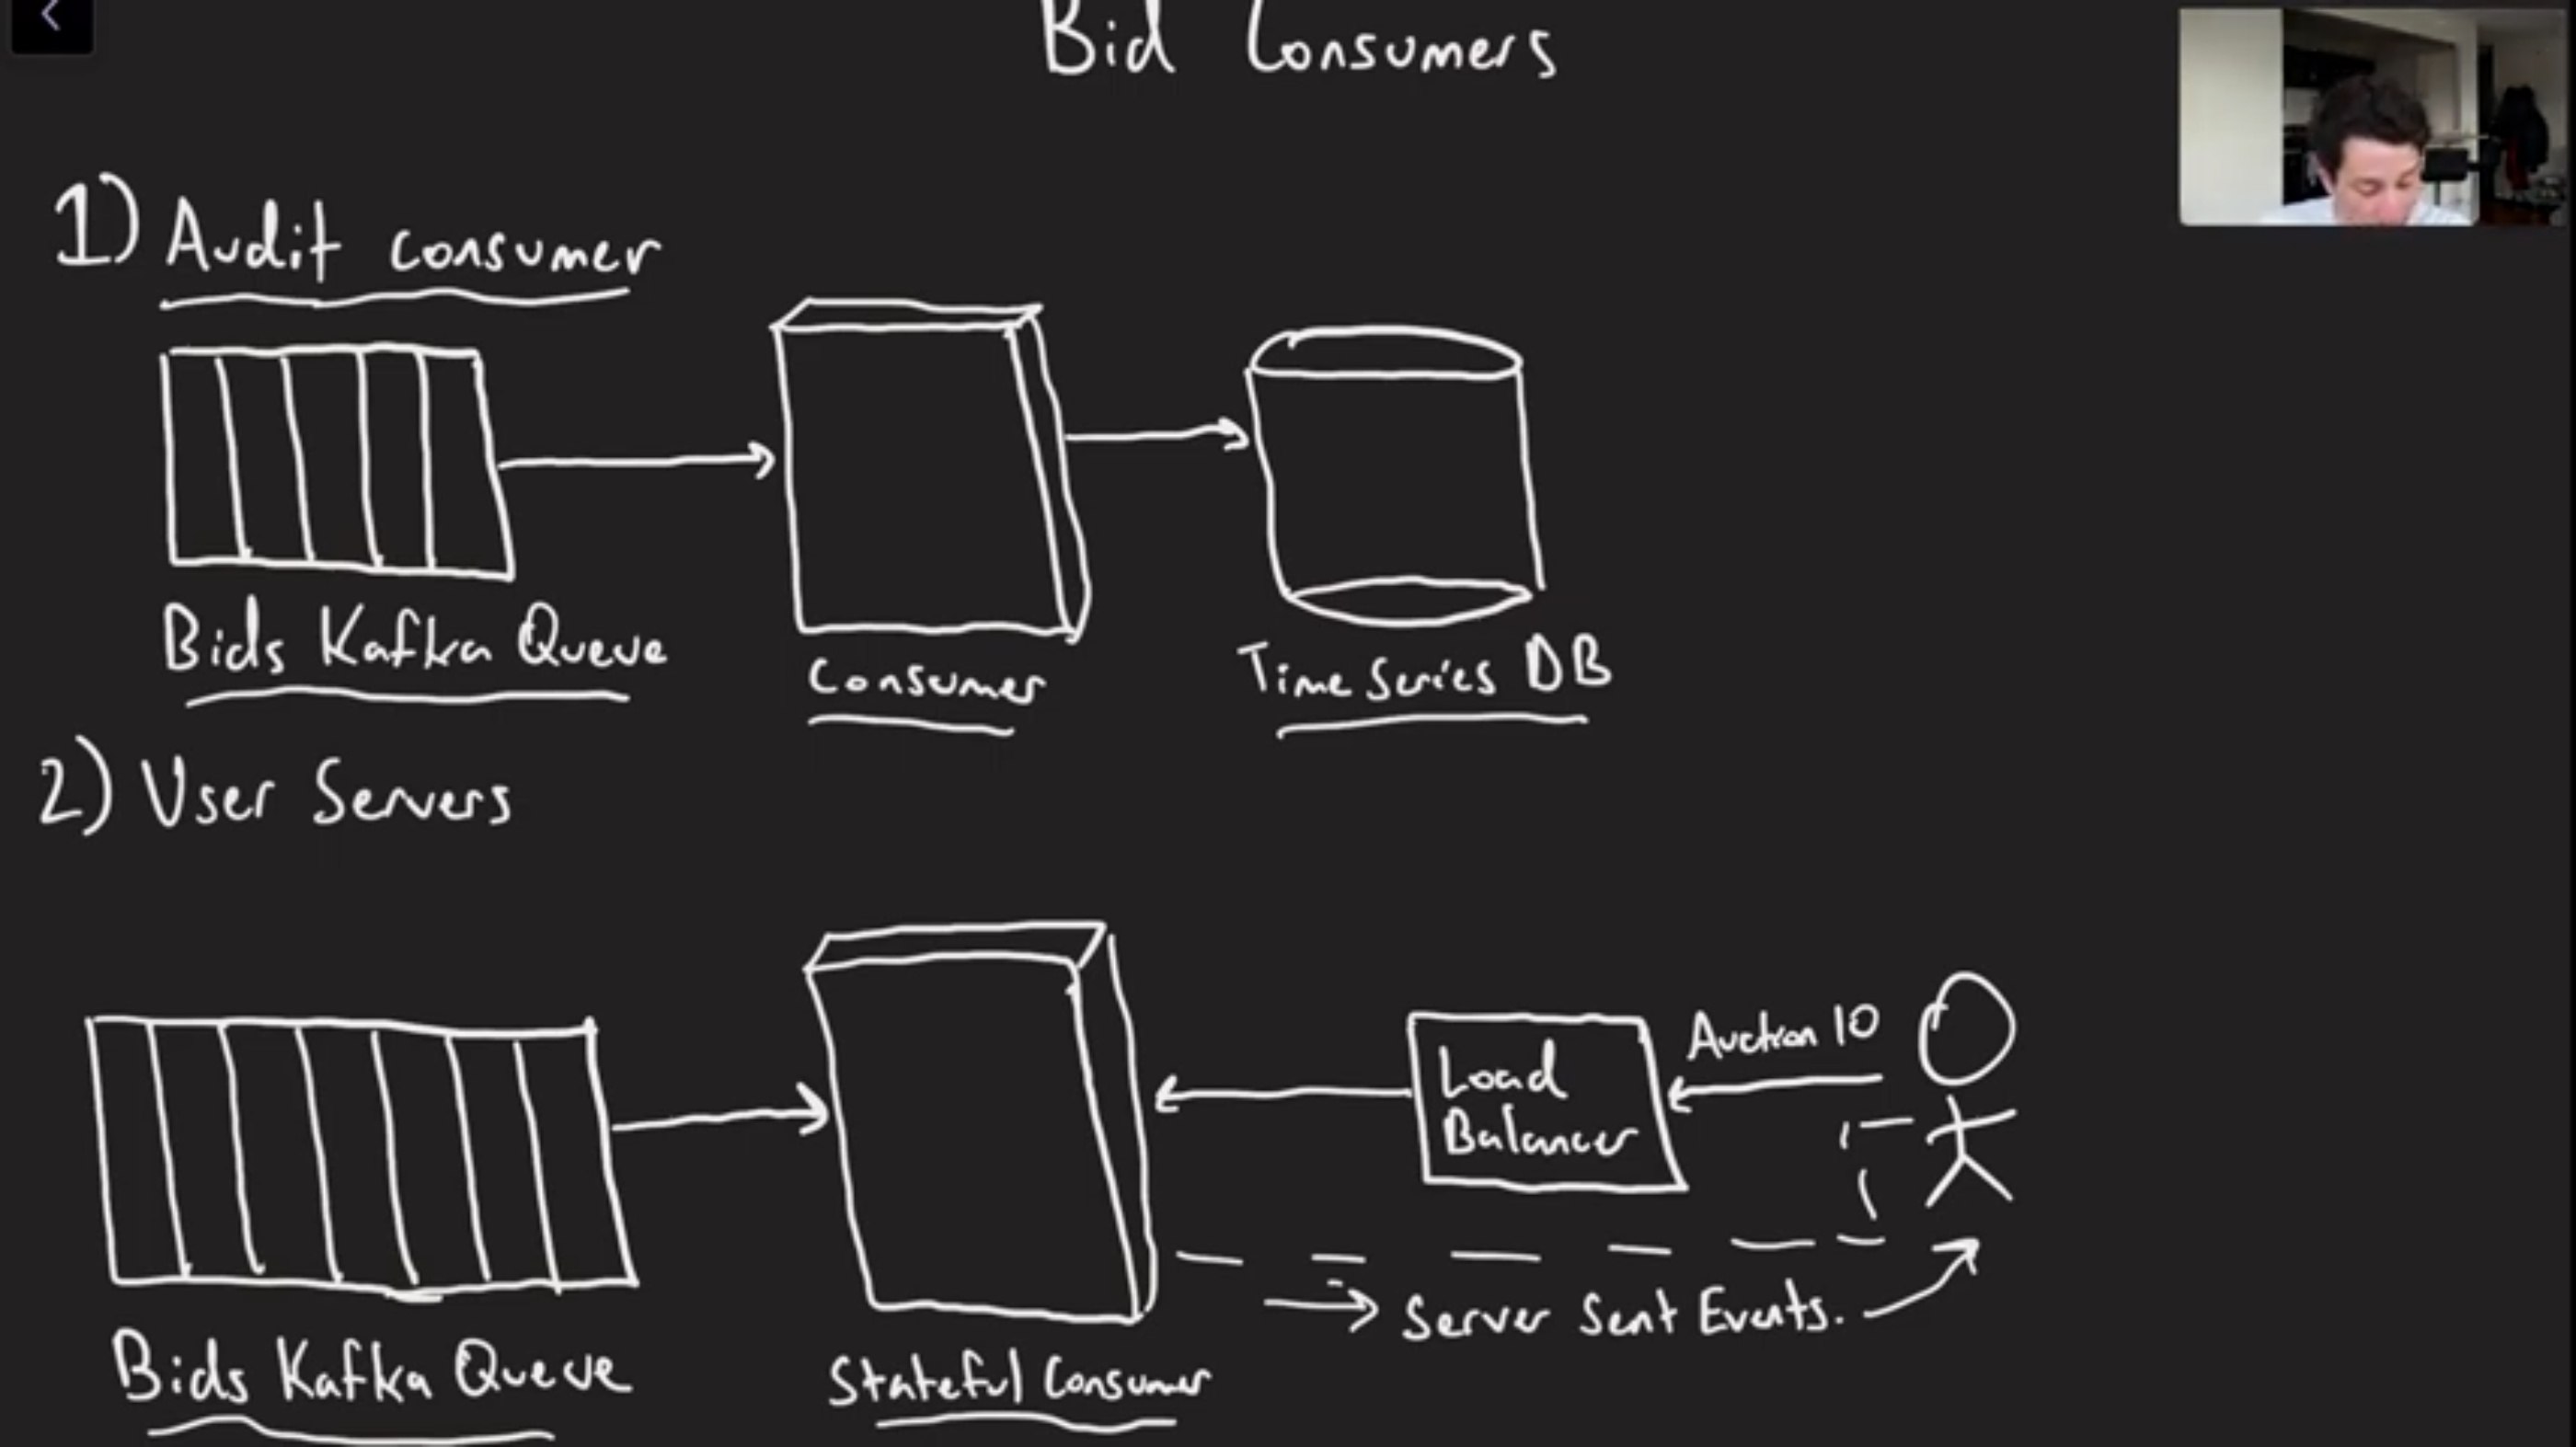 Bid Consumers
1) Audit consumer
Bids Kafka Queue
Consumer
Time Series DB
2) User Servers
Auction 10
Load
Balancer
Server Sent Events.
Bids Kafka Queue
Stateful Consumer